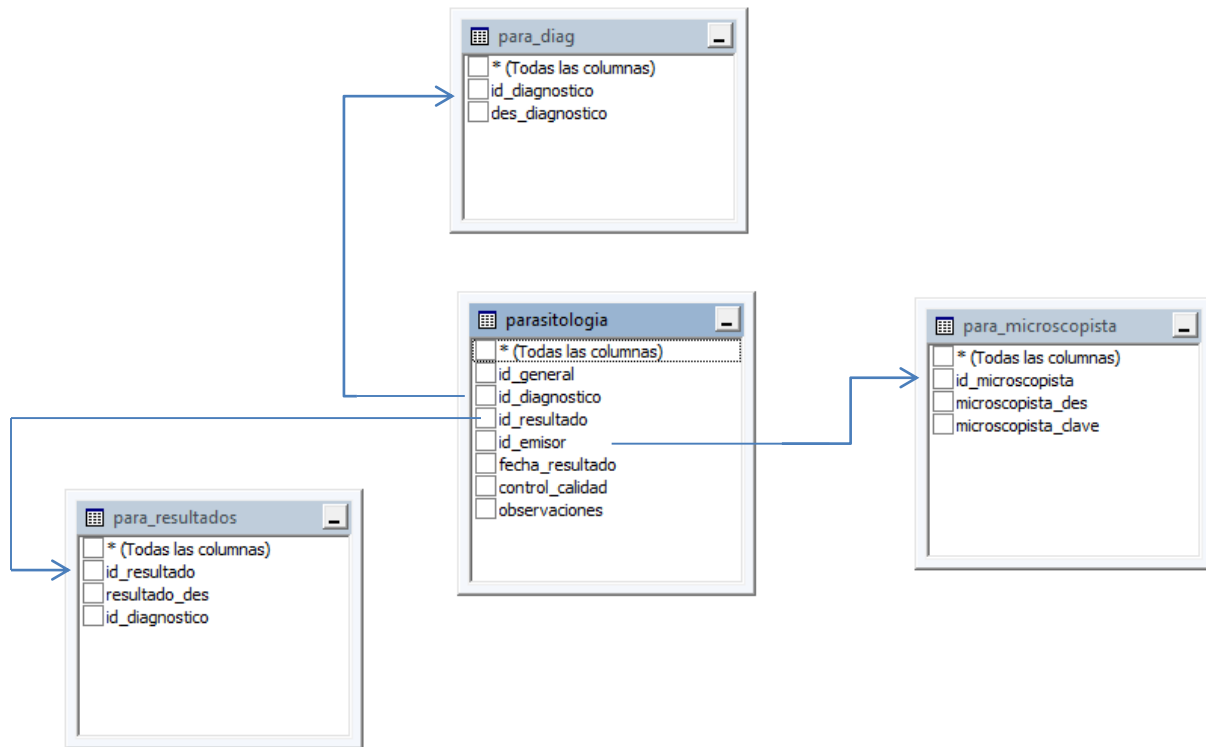 para_diag
* (Todas las columnas)
id_diagnostico
des_diagnostico
parasitologia
* (Todas las columnas)
id_general
id_diagnostico
id_resultado
id_emisor
fecha_resultado
control_calidad
observaciones
para_microscopista
* (Todas las columnas)
id_microscopista
microscopista_des
microscopista_clave
para_resultados
* (Todas las columnas)
id_resultado
resultado_des
id_diagnostico